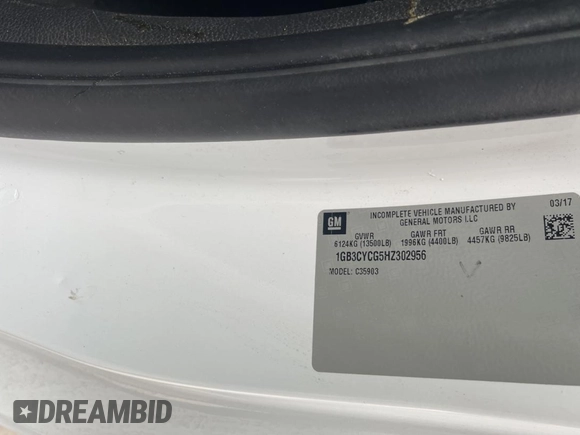 03/17
GM
INCOMPLETE VEHICLE MANUFACTURED BY
GENERAL MOTORS LLC
GVWR GAWR FRT GAWR RR
6124KG (13500LB) 1996KG (4400LB) 4457KG (9825LB)
1GB3CYCG5HZ302956
MODEL: C35903
DREAMBID